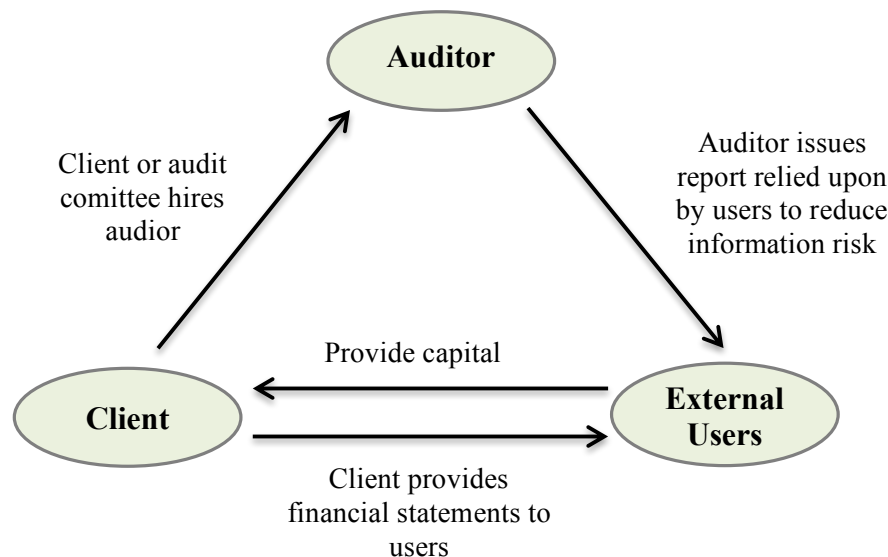 Auditor
Client or audit
comittee hires
audior
Auditor issues
report relied upon
by users to reduce
information risk
Provide capital
Client
External
Users
Client provides
financial statements to
users